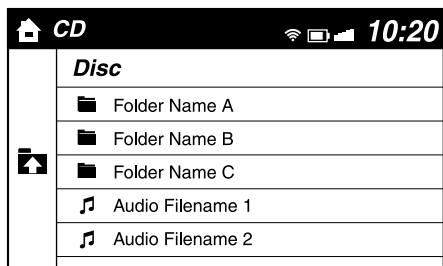 CD 10:20
Disc
Folder Name A
Folder Name B
Folder Name C
Audio Filename 1
Audio Filename 2